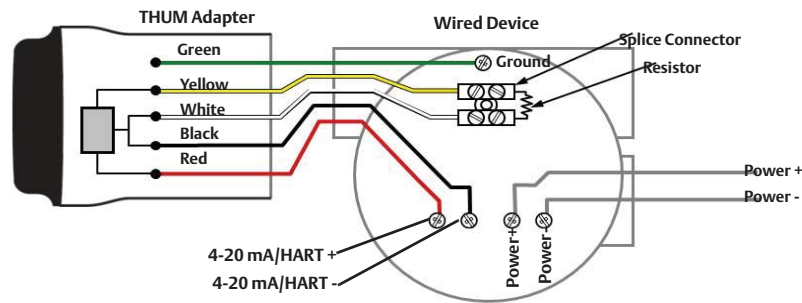 THUM Adapter
Wired Device
Green
Ground
Splice Connector
Resistor
Yellow
White
Black
Red
Power +
Power -
4-20 mA/HART +
4-20 mA/HART -
Power+
Power-